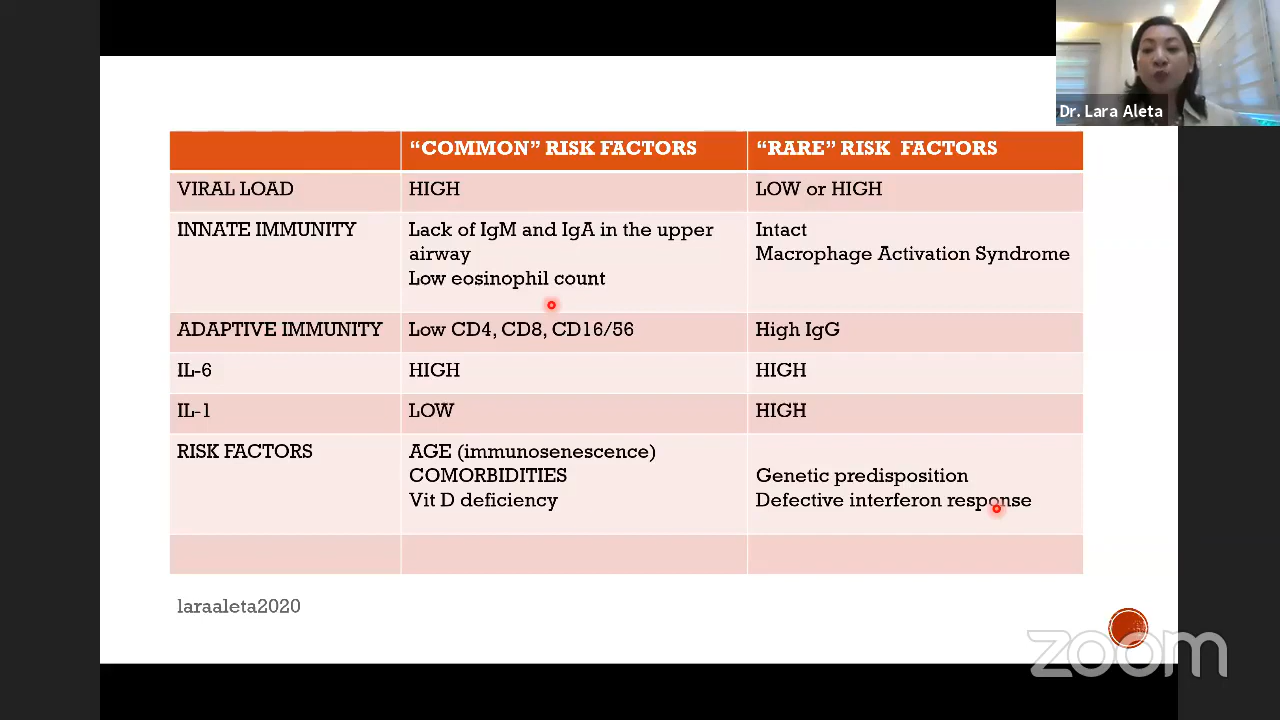 Dr. Lara Aleta
“COMMON” RISK FACTORS
“RARE” RISK FACTORS
VIRAL LOAD
HIGH
LOW or HIGH
INNATE IMMUNITY
Lack of IgM and IgA in the upper
airway
Low eosinophil count
Intact
Macrophage Activation Syndrome
ADAPTIVE IMMUNITY
Low CD4, CD8, CD16/56
High IgG
IL-6
HIGH
HIGH
IL-1
LOW
HIGH
RISK FACTORS
AGE (immunosenescence)
COMORBIDITIES
Vit D deficiency
Genetic predisposition
Defective interferon response
laraaleta2020
zoom